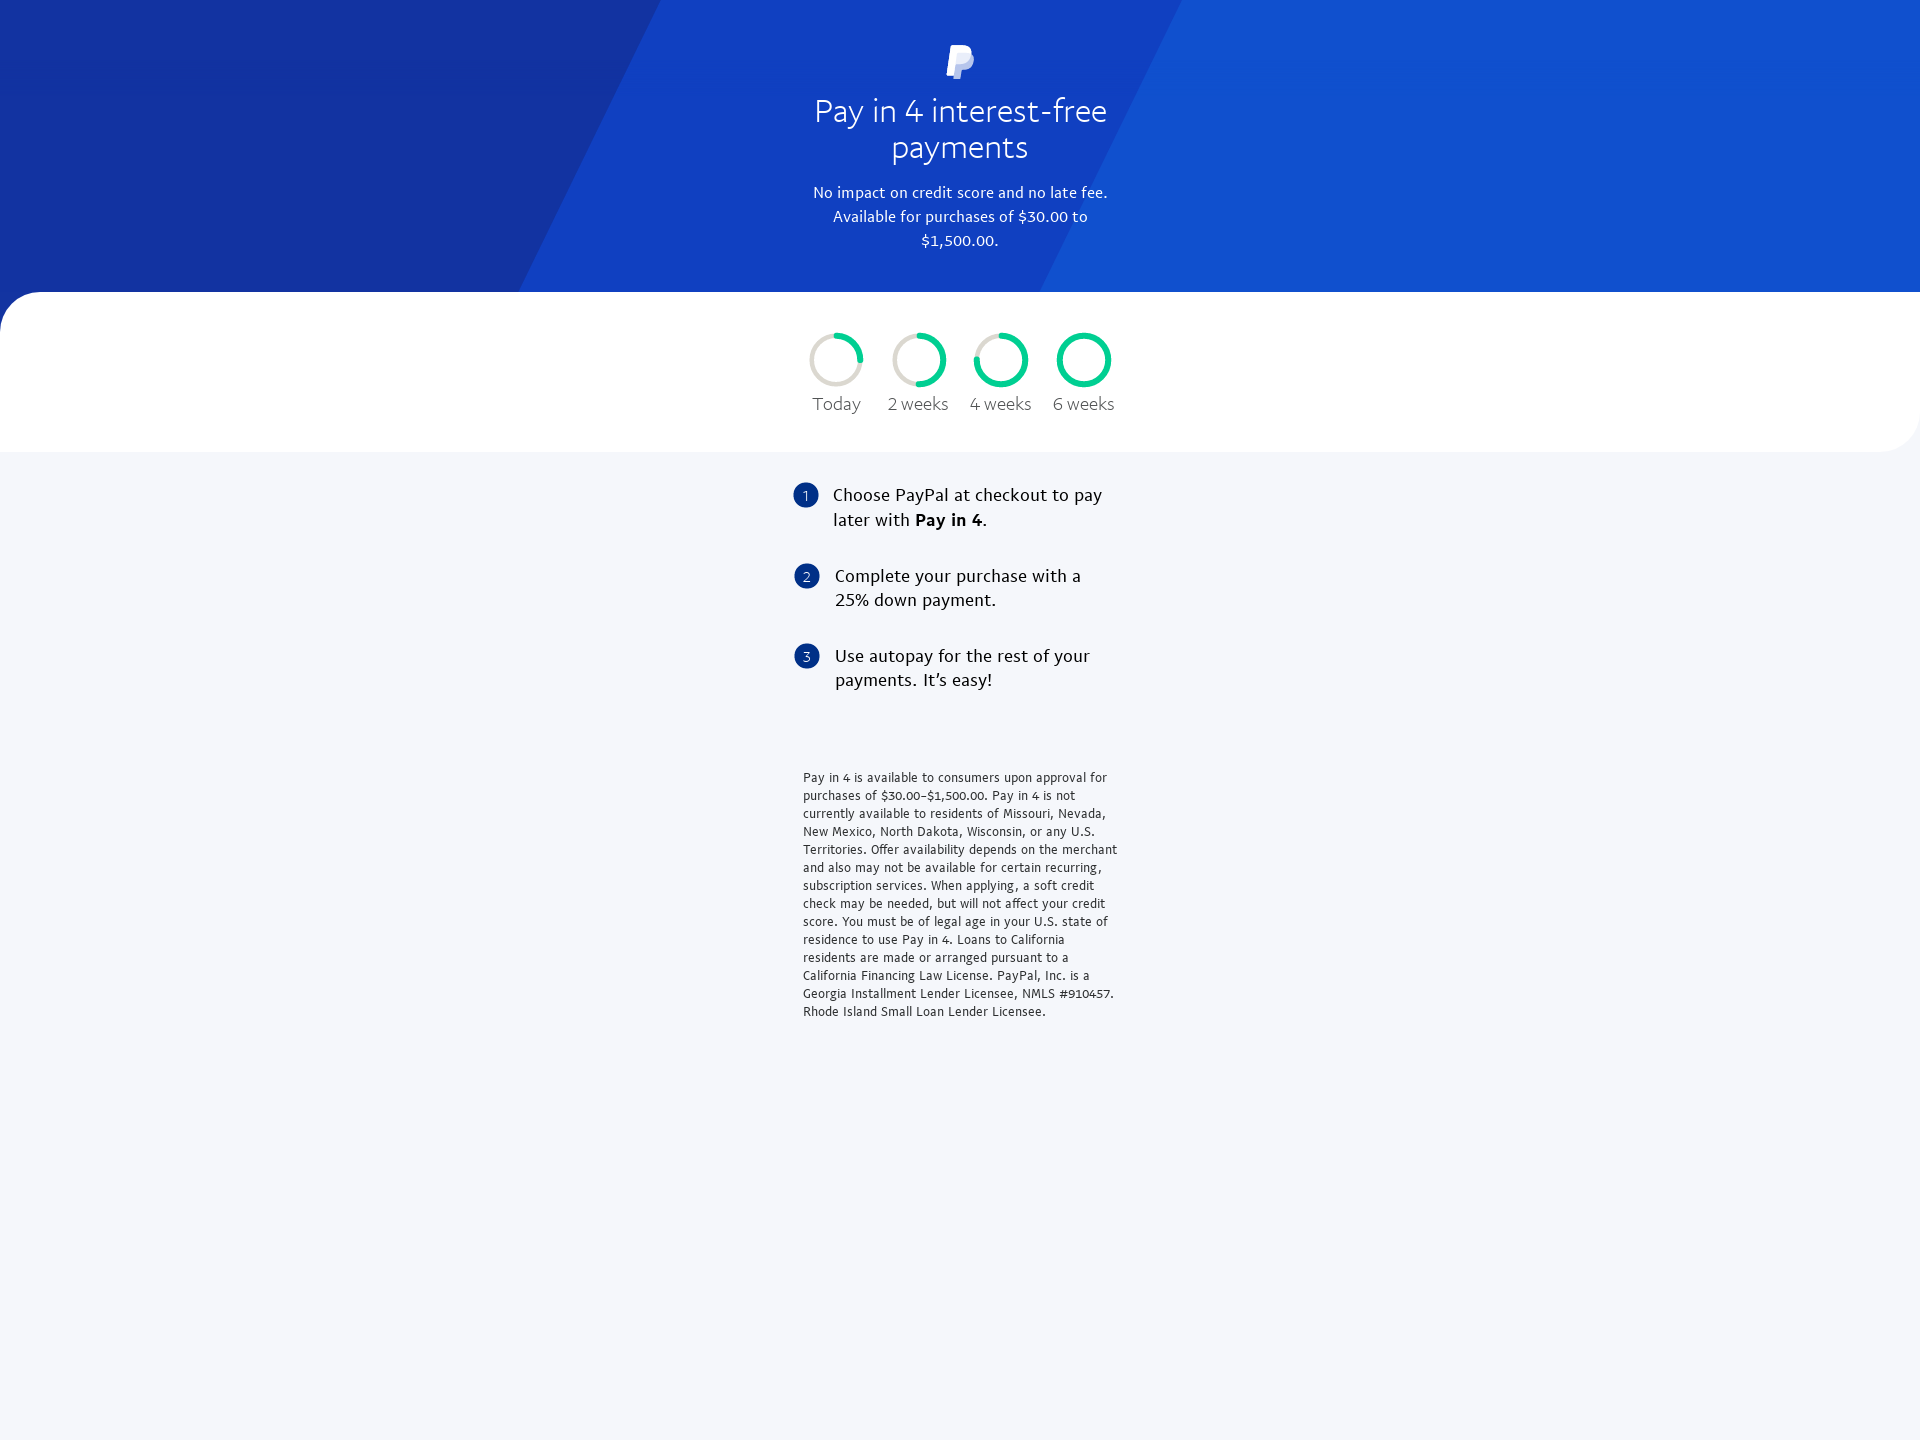 Pay in 4 interest-free
payments
No impact on credit score and no late fee.
Available for purchases of $30.00 to
$1,500.00.
Today
2 weeks
4 weeks
6 weeks
1 Choose PayPal at checkout to pay
later with Pay in 4.
2 Complete your purchase with a
25% down payment.
3 Use autopay for the rest of your
payments. It’s easy!
Pay in 4 is available to consumers upon approval for
purchases of $30.00–$1,500.00. Pay in 4 is not
currently available to residents of Missouri, Nevada,
New Mexico, North Dakota, Wisconsin, or any U.S.
Territories. Offer availability depends on the merchant
and also may not be available for certain recurring,
subscription services. When applying, a soft credit
check may be needed, but will not affect your credit
score. You must be of legal age in your U.S. state of
residence to use Pay in 4. Loans to California
residents are made or arranged pursuant to a
California Financing Law License. PayPal, Inc. is a
Georgia Installment Lender Licensee, NMLS #910457.
Rhode Island Small Loan Lender Licensee.